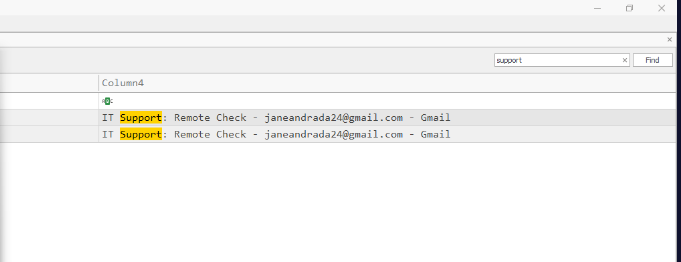 support
Find
Column4
IT Support: Remote Check - janeandrada24@gmail.com - Gmail
IT Support: Remote Check - janeandrada24@gmail.com - Gmail